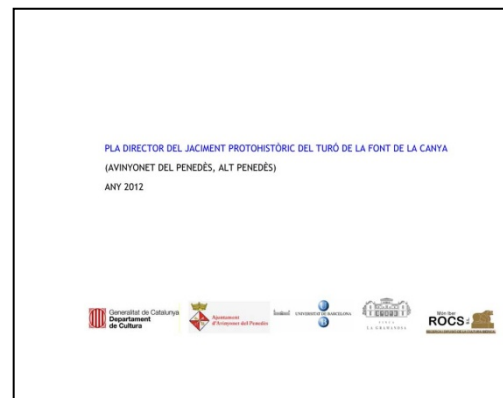 PLA DIRECTOR DEL JACIMENT PROTOHISTÒRIC DEL TURÓ DE LA FONT DE LA CANYA
(AVINYONET DEL PENEDÈS, ALT PENEDÈS)
ANY 2012
Generalitat de Catalunya
Departament
de Cultura
Ajuntament
d'Avinyonet del Penedès
UNIVERSITAT DE BARCELONA
LA GRAMANOSA
ROCS